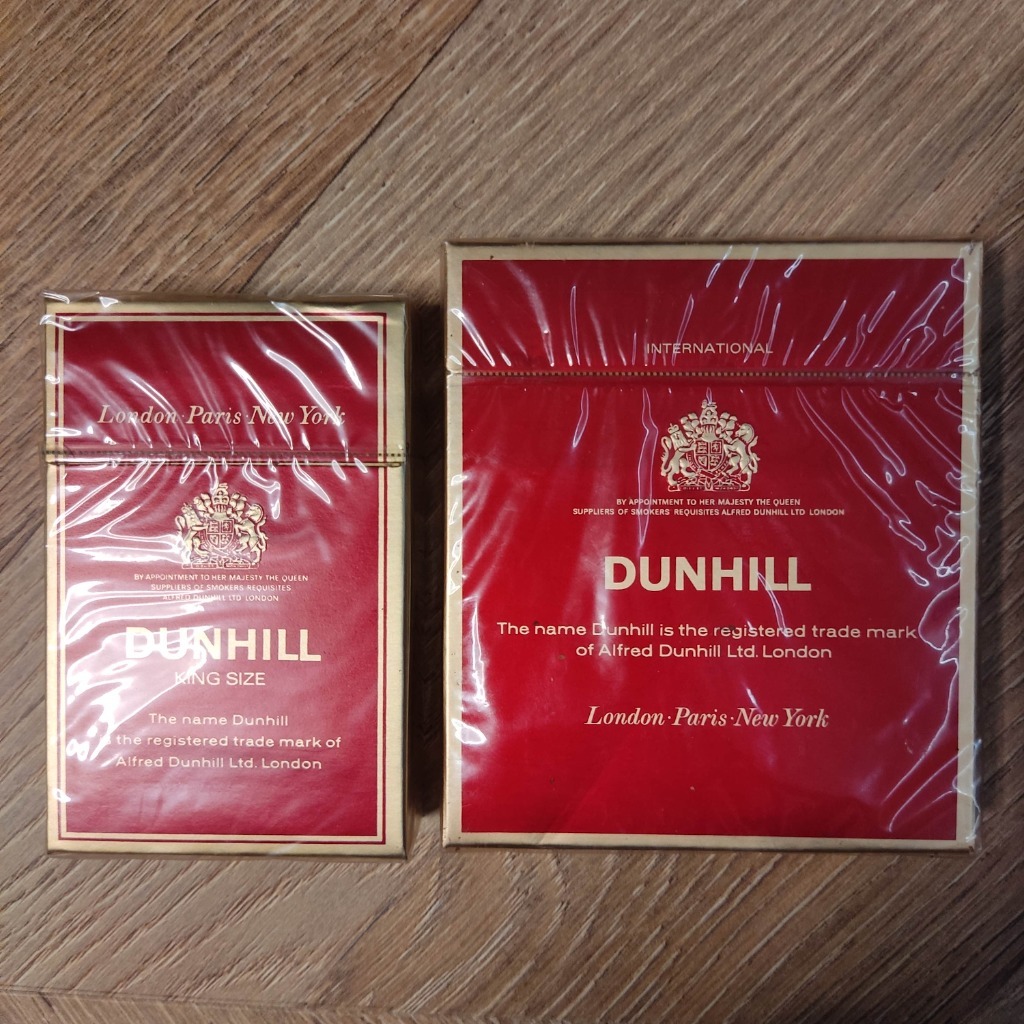 London·Paris·New York
BY APPOINTMENT TO HER MAJESTY THE QUEEN
SUPPLIERS OF SMOKERS REQUISITES
ALFRED DUNHILL LTD LONDON
DUNHILL
KING SIZE
The name Dunhill
the registered trade mark of
Alfred Dunhill Ltd. London
INTERNATIONAL
BY APPOINTMENT TO HER MAJESTY THE QUEEN
SUPPLIERS OF SMOKERS REQUISITES ALFRED DUNHILL LTD LONDON
DUNHILL
The name Dunhill is the registered trade mark
of Alfred Dunhill Ltd. London
London·Paris·New York